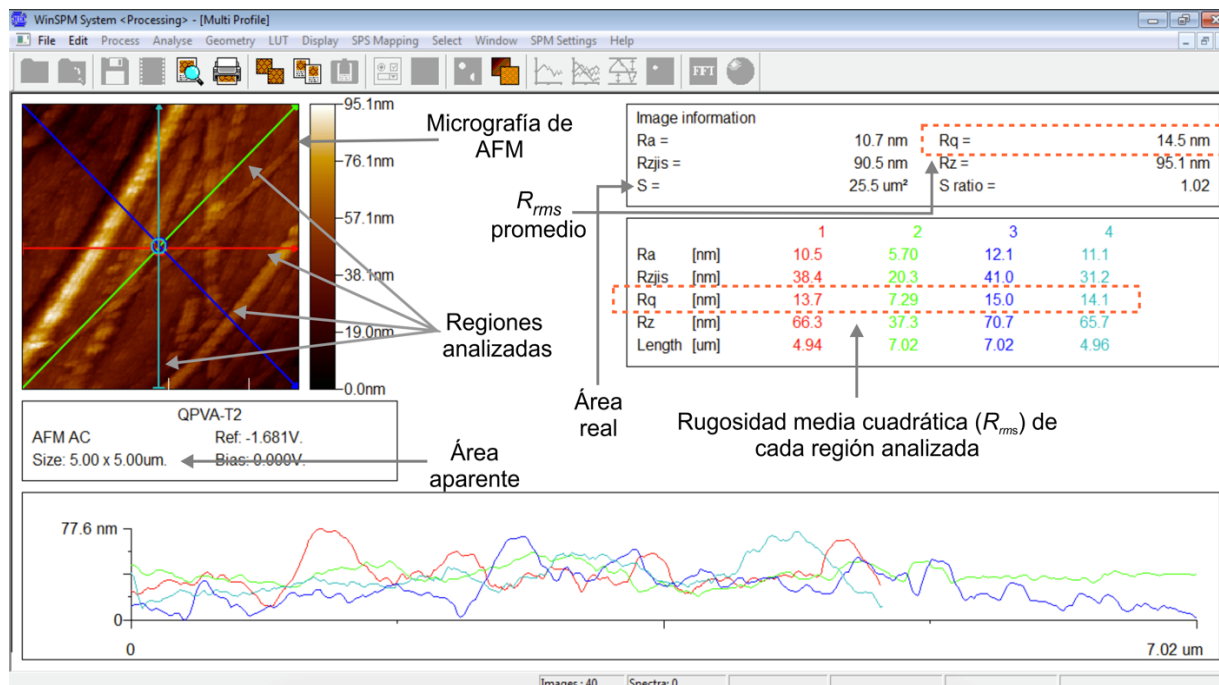 WinSPM System <Processing> - [Multi Profile]
File Edit Process Analyse Geometry LUT Display SPS Mapping Select Window SPM Settings Help
FFT
95.1nm
76.1nm
57.1nm
38.1nm
19.0nm
0.0nm
Micrografía de
AFM
Rrms
promedio
Regiones
analizadas
Image information
Ra = 10.7 nm Rq = 14.5 nm
Rzjis = 90.5 nm Rz = 95.1 nm
S = 25.5 um² S ratio = 1.02
1 2 3 4
Ra [nm] 10.5 5.70 12.1 11.1
Rzjis [nm] 38.4 20.3 41.0 31.2
Rq [nm] 13.7 7.29 15.0 14.1
Rz [nm] 66.3 37.3 70.7 65.7
Length [um] 4.94 7.02 7.02 4.96
Área
real
Rugosidad media cuadrática (Rrms) de
cada región analizada
QPVA-T2
AFM AC Ref: -1.681V.
Size: 5.00 x 5.00um. Bias: 0.000V.
Área
aparente
77.6 nm
0
0 7.02 um
Images : 40 Spectra: 0